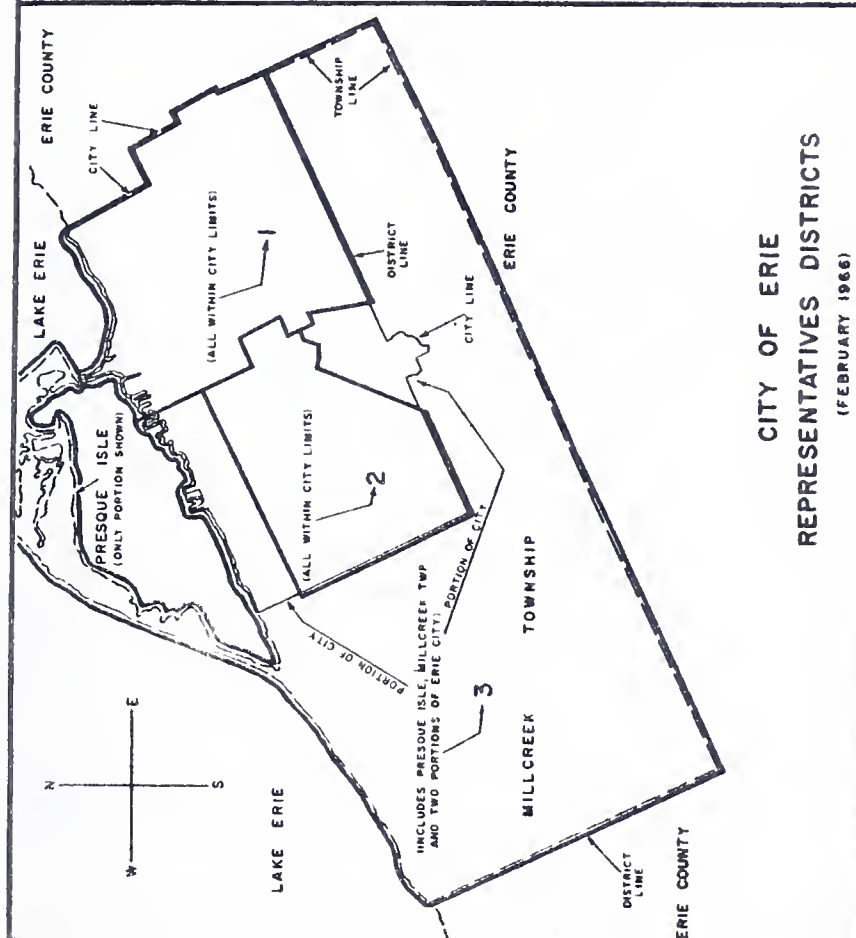 CITY OF ERIE
REPRESENTATIVES DISTRICTS
(FEBRUARY 1966)
ERIE COUNTY
CITY LINE
LAKE ERIE
TOWNSHIP
LINE
PRESQUE ISLE
(ONLY PORTION SHOWN)
(ALL WITHIN CITY LIMITS)
1
DISTRICT
LINE
ERIE COUNTY
CITY LINE
(ALL WITHIN CITY LIMITS)
2
PORTION OF CITY
PORTION OF CITY
(INCLUDES PRESQUE ISLE, MILLCREEK TWP
AND TWO PORTIONS OF ERIE CITY)
3
MILLCREEK TOWNSHIP
N
E
S
W
LAKE ERIE
DISTRICT
LINE
ERIE COUNTY